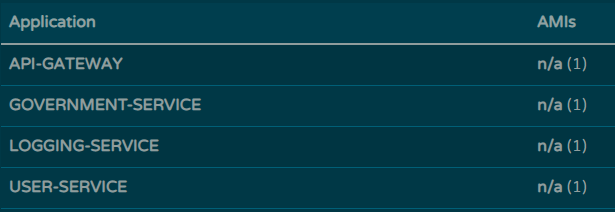 Application AMIs
API-GATEWAY n/a (1)
GOVERNMENT-SERVICE n/a (1)
LOGGING-SERVICE n/a (1)
USER-SERVICE n/a (1)